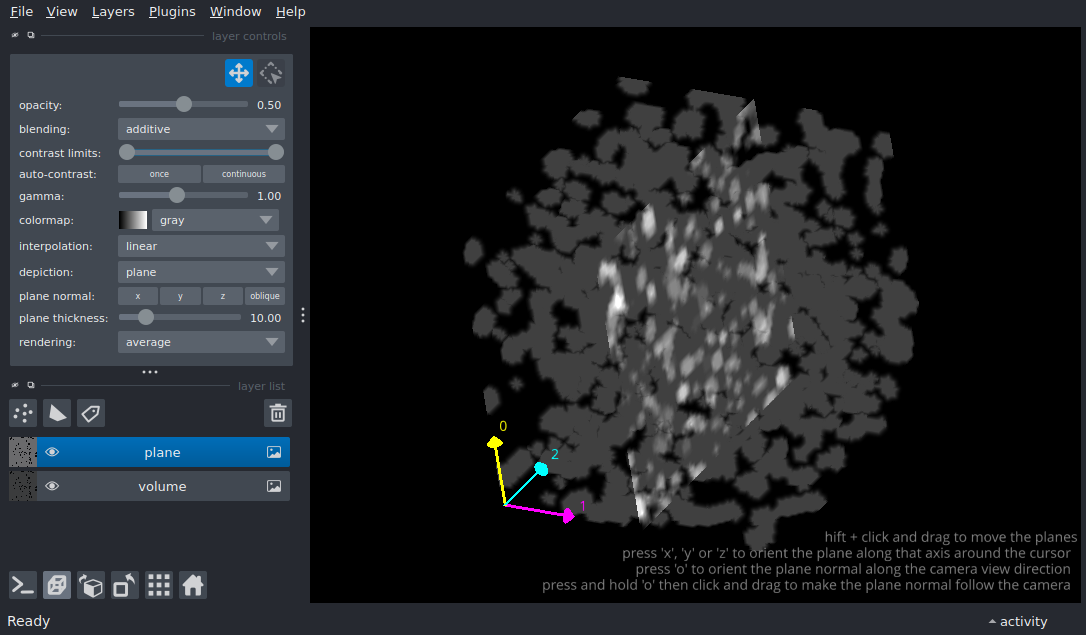 File View Layers Plugins Window Help
layer controls
opacity: 0.50
blending: additive
contrast limits:
auto-contrast: once continuous
gamma: 1.00
colormap: gray
interpolation: linear
depiction: plane
plane normal: x y z oblique
plane thickness: 10.00
rendering: average
layer list
plane
volume
0
2
1
hift + click and drag to move the planes
press 'x', 'y' or 'z' to orient the plane along that axis around the cursor
press 'o' to orient the plane normal along the camera view direction
press and hold 'o' then click and drag to make the plane normal follow the camera
Ready activity